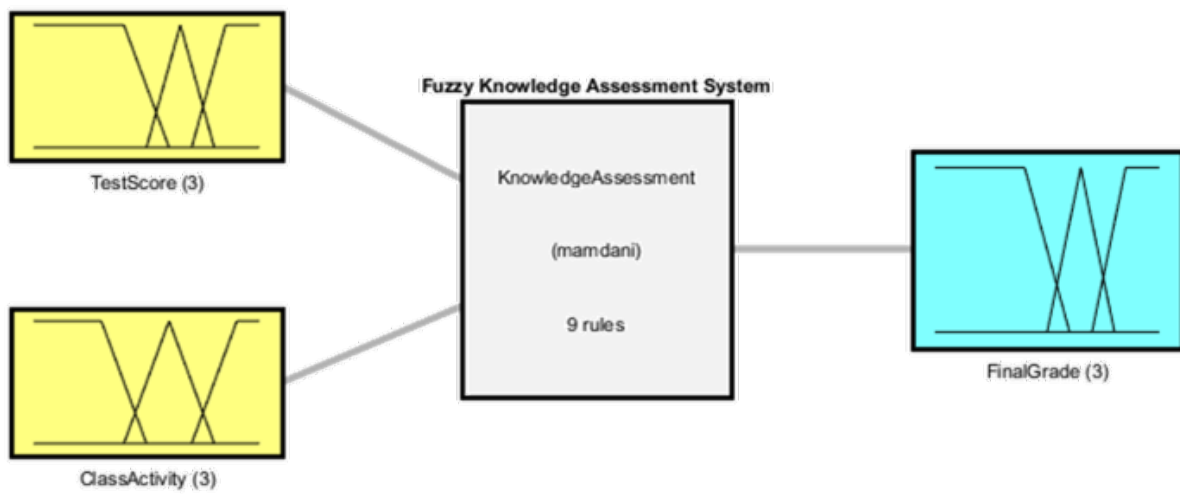 Fuzzy Knowledge Assessment System
TestScore (3)
KnowledgeAssessment
(mamdani)
9 rules
FinalGrade (3)
ClassActivity (3)